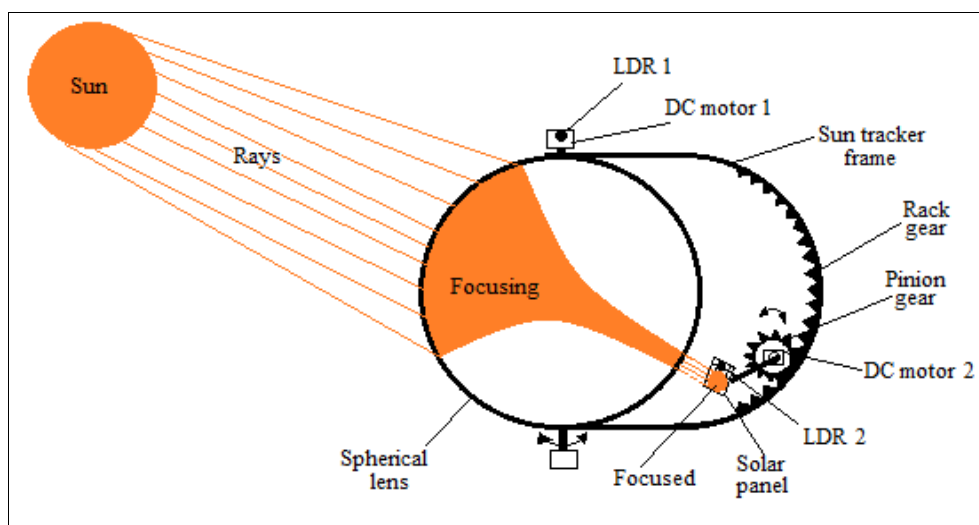 Sun
Rays
LDR 1
DC motor 1
Sun tracker
frame
Rack
gear
Pinion
gear
Focusing
DC motor 2
LDR 2
Solar
panel
Focused
Spherical
lens